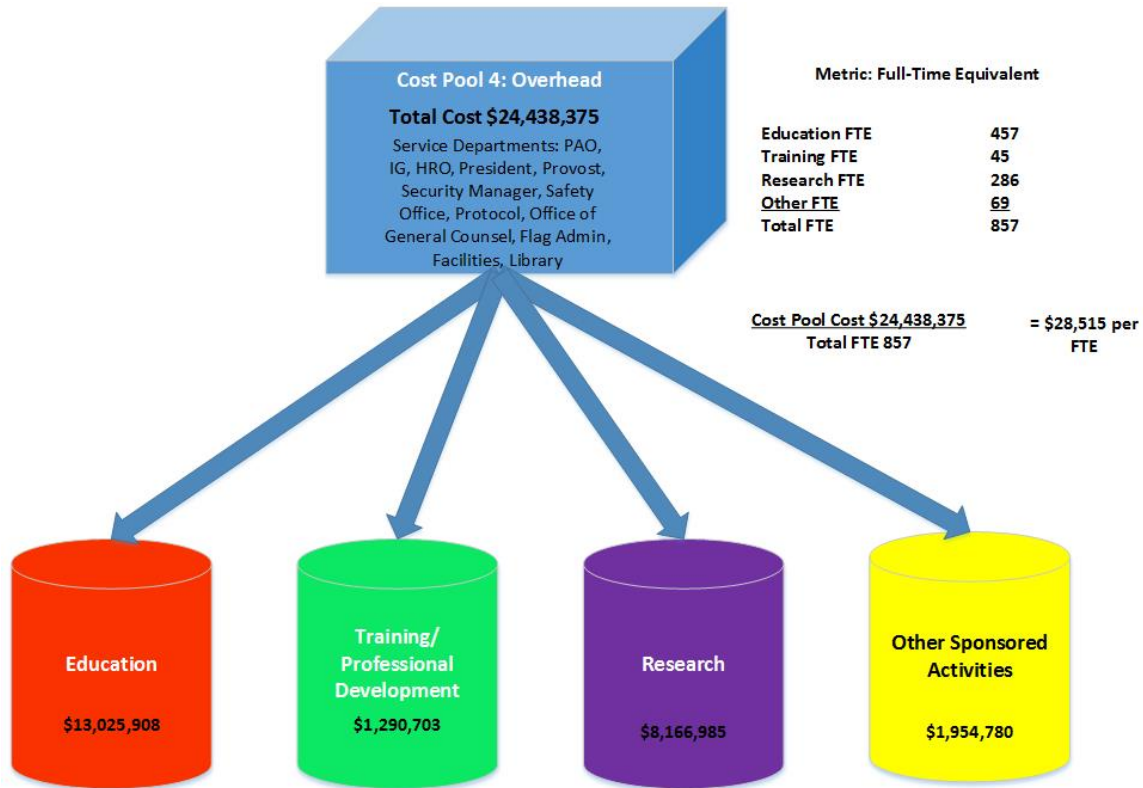 Cost Pool 4: Overhead
Total Cost $24,438,375
Service Departments: PAO,
IG, HRO, President, Provost,
Security Manager, Safety
Office, Protocol, Office of
General Counsel, Flag Admin,
Facilities, Library
Metric: Full-Time Equivalent
Education FTE 457
Training FTE 45
Research FTE 286
Other FTE 69
Total FTE 857
Cost Pool Cost $24,438,375 = $28,515 per
Total FTE 857 FTE
Education
$13,025,908
Training/
Professional
Development
$1,290,703
Research
$8,166,985
Other Sponsored
Activities
$1,954,780